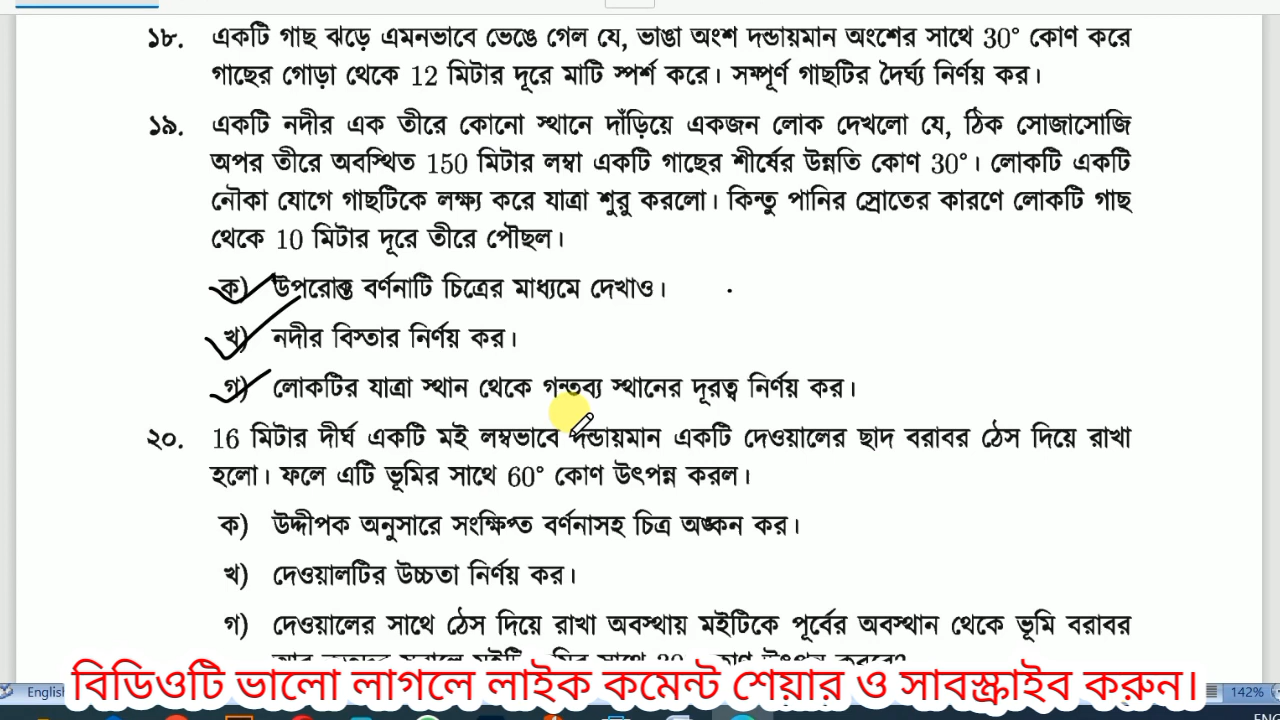 ১৮. একটি গাছ ঝড়ে এমনভাবে ভেঙে গেল যে, ভাঙা অংশ দন্ডায়মান অংশের সাথে 30° কোণ করে
গাছের গোড়া থেকে 12 মিটার দূরে মাটি স্পর্শ করে। সম্পূর্ণ গাছটির দৈর্ঘ্য নির্ণয় কর।
১৯. একটি নদীর এক তীরে কোনো স্থানে দাঁড়িয়ে একজন লোক দেখলো যে, ঠিক সোজাসোজি
অপর তীরে অবস্থিত 150 মিটার লম্বা একটি গাছের শীর্ষের উন্নতি কোণ 30°। লোকটি একটি
নৌকা যোগে গাছটিকে লক্ষ্য করে যাত্রা শুরু করলো। কিন্তু পানির স্রোতের কারণে লোকটি গাছ
থেকে 10 মিটার দূরে তীরে পৌছল।
ক) উপরোক্ত বর্ণনাটি চিত্রের মাধ্যমে দেখাও।
খ) নদীর বিস্তার নির্ণয় কর।
গ) লোকটির যাত্রা স্থান থেকে গন্তব্য স্থানের দূরত্ব নির্ণয় কর।
২০. 16 মিটার দীর্ঘ একটি মই লম্বভাবে দন্ডায়মান একটি দেওয়ালের ছাদ বরাবর ঠেস দিয়ে রাখা
হলো। ফলে এটি ভূমির সাথে 60° কোণ উৎপন্ন করল।
ক) উদ্দীপক অনুসারে সংক্ষিপ্ত বর্ণনাসহ চিত্র অঙ্কন কর।
খ) দেওয়ালটির উচ্চতা নির্ণয় কর।
গ) দেওয়ালের সাথে ঠেস দিয়ে রাখা অবস্থায় মইটিকে পূর্বের অবস্থান থেকে ভূমি বরাবর
বিডিওটি ভালো লাগলে লাইক কমেন্ট শেয়ার ও সাবস্ক্রাইব করুন।
English
142%